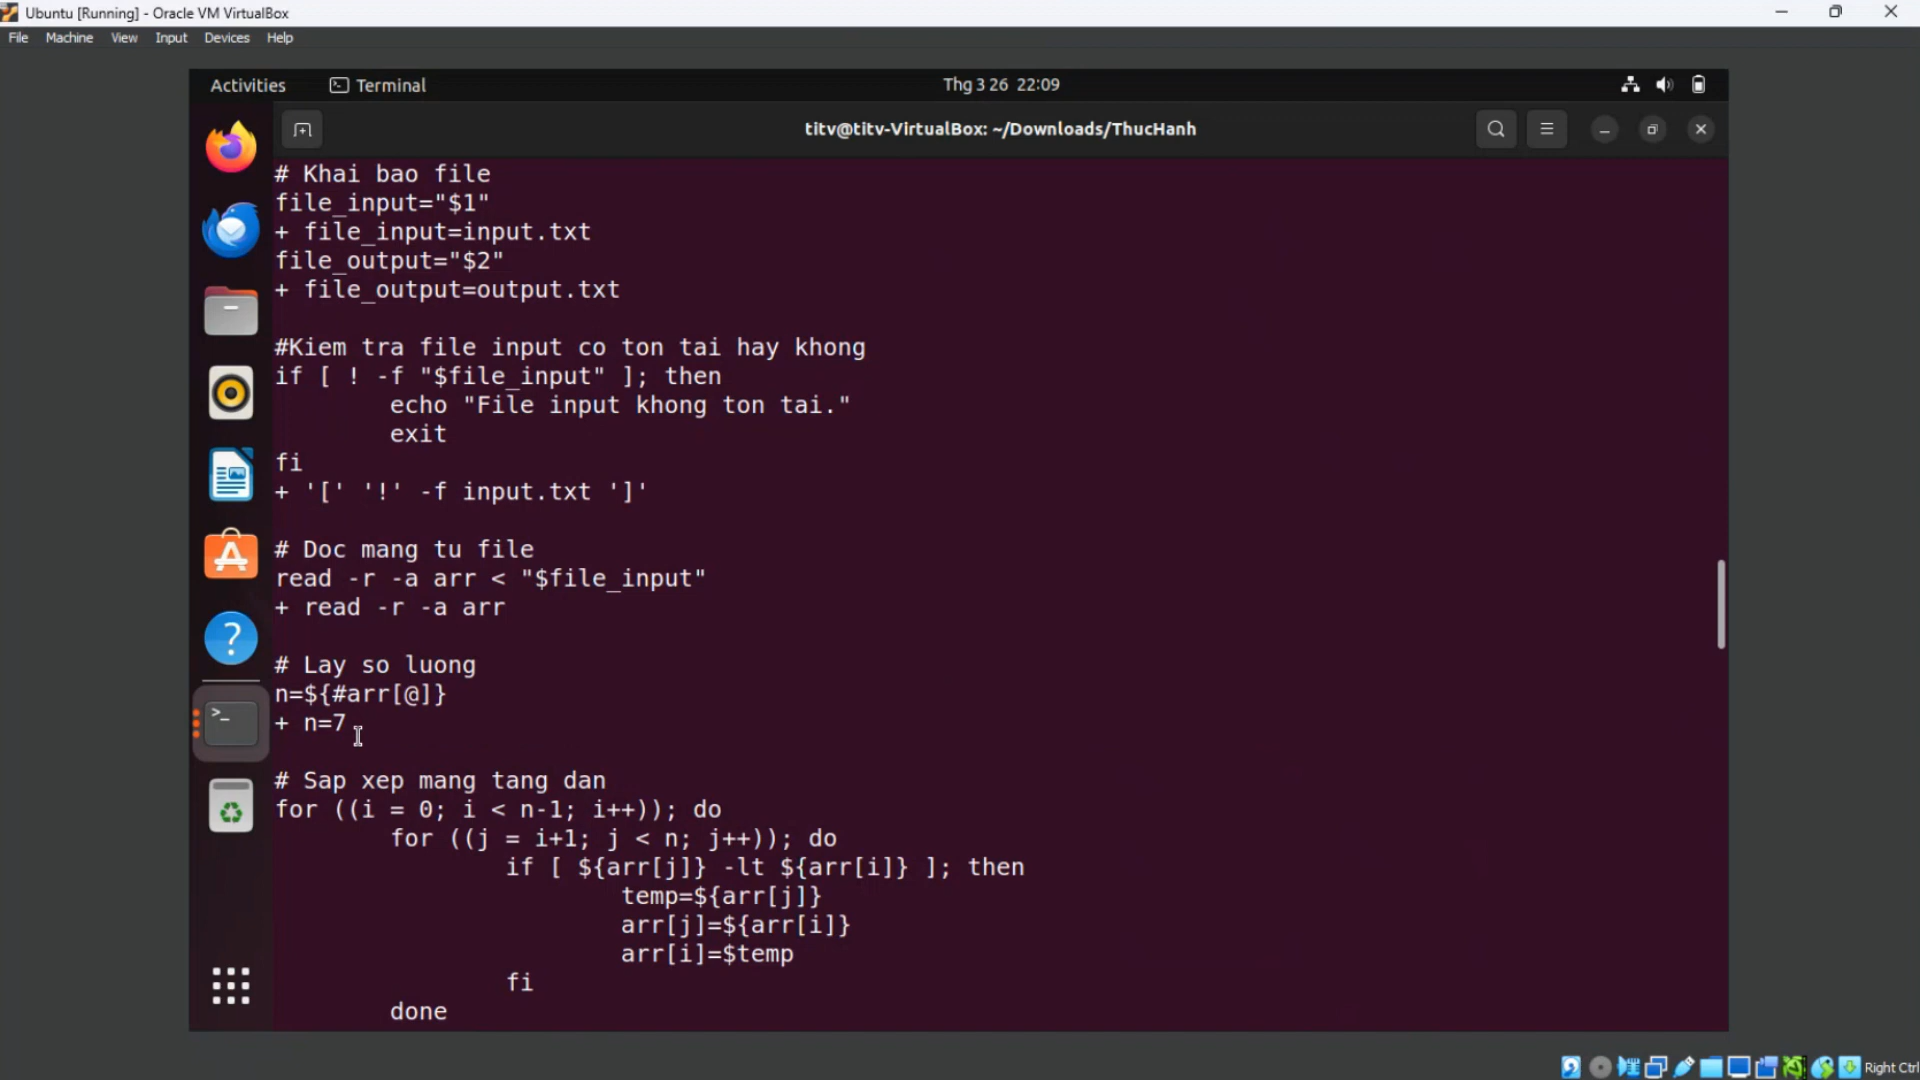 Ubuntu [Running] - Oracle VM VirtualBox
File Machine View Input Devices Help
Activities Terminal Thg 3 26 22:09
titv@titv-VirtualBox: ~/Downloads/ThucHanh
# Khai bao file
file_input="$1"
+ file_input=input.txt
file_output="$2"
+ file_output=output.txt
#Kiem tra file input co ton tai hay khong
if [ ! -f "$file_input" ]; then
echo "File input khong ton tai."
exit
fi
+ '[' '!' -f input.txt ']'
# Doc mang tu file
read -r -a arr < "$file_input"
+ read -r -a arr
# Lay so luong
n=${#arr[@]}
+ n=7
# Sap xep mang tang dan
for ((i = 0; i < n-1; i++)); do
for ((j = i+1; j < n; j++)); do
if [ ${arr[j]} -lt ${arr[i]} ]; then
temp=${arr[j]}
arr[j]=${arr[i]}
arr[i]=$temp
fi
done
Right Ctrl